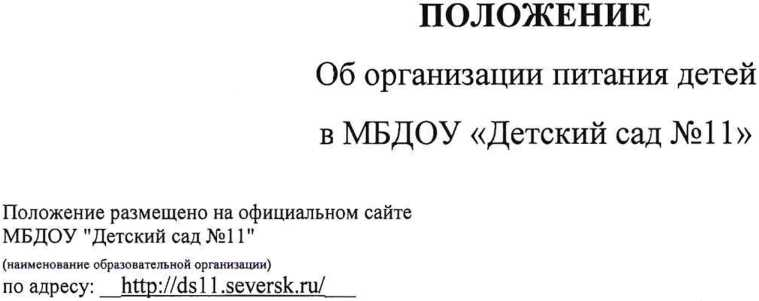 ПОЛОЖЕНИЕ
Об организации питания детей
в МБДОУ «Детский сад №11»
Положение размещено на официальном сайте
МБДОУ "Детский сад №11"
(наименование образовательной организации)
по адресу: __http://ds11.seversk.ru/___